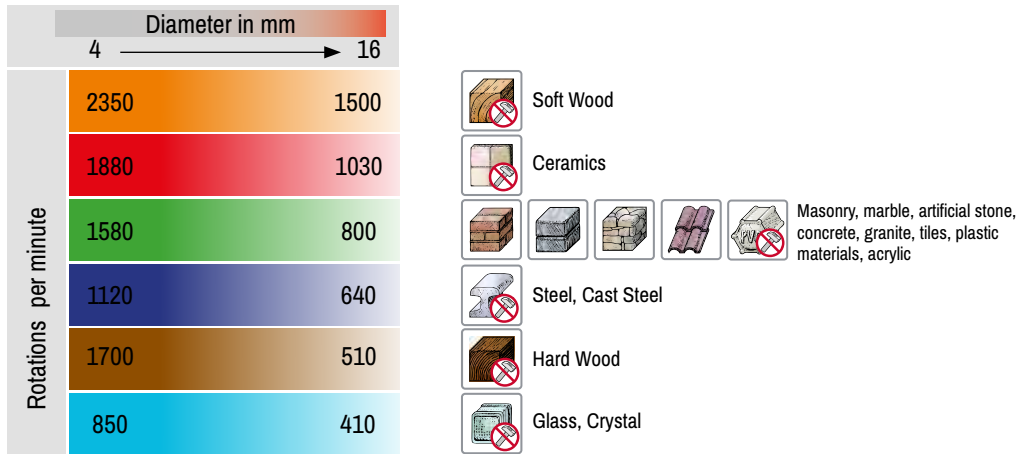 Diameter in mm
4 16
Rotations per minute
2350 1500
Soft Wood
1880 1030
Ceramics
1580 800
Masonry, marble, artificial stone,
concrete, granite, tiles, plastic
materials, acrylic
PV
1120 640
Steel, Cast Steel
1700 510
Hard Wood
850 410
Glass, Crystal